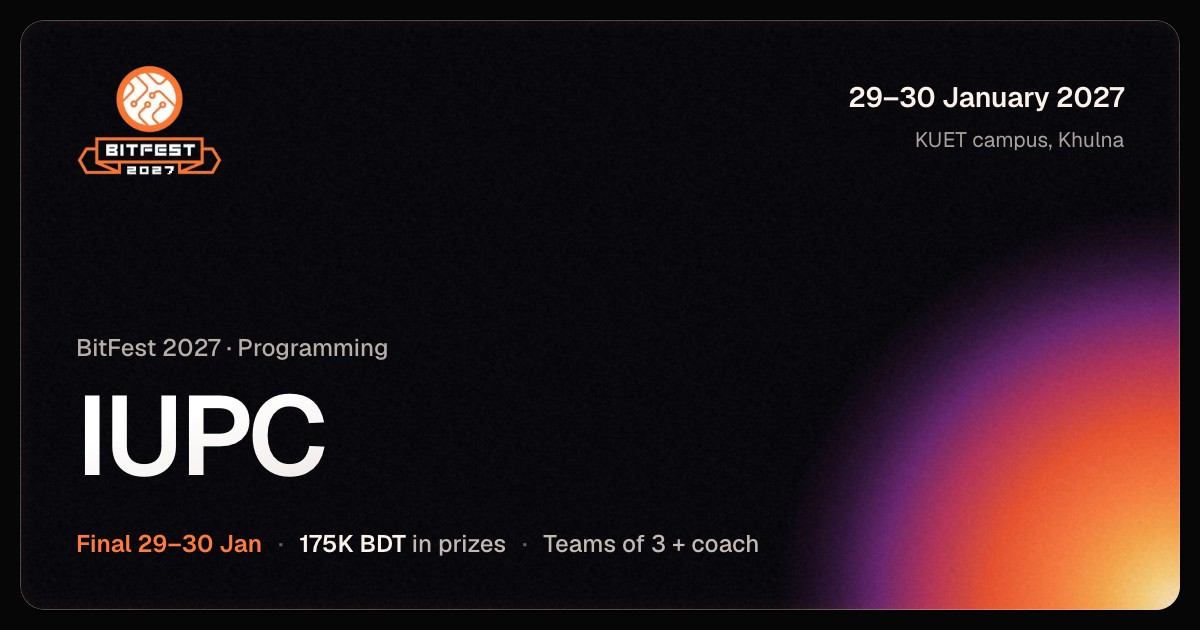 BITFEST
2027
29–30 January 2027
KUET campus, Khulna
BitFest 2027 · Programming
IUPC
Final 29–30 Jan · 175K BDT in prizes · Teams of 3 + coach